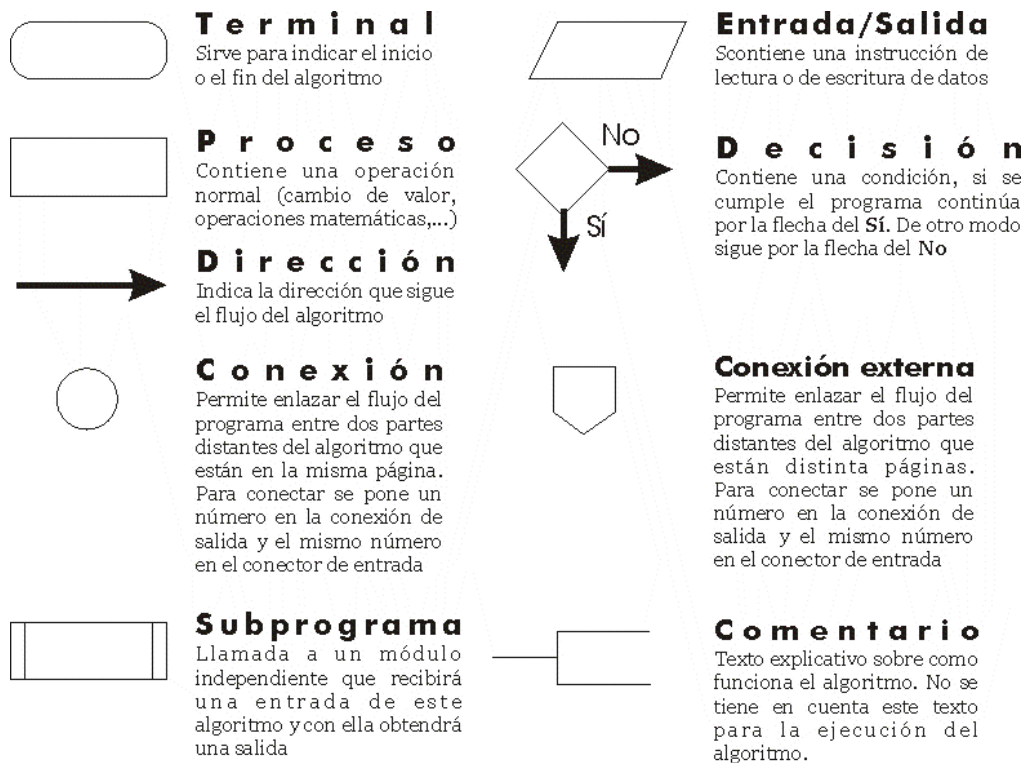 Terminal
Sirve para indicar el inicio
o el fin del algoritmo
Entrada/Salida
Scontiene una instrucción de
lectura o de escritura de datos
Proceso
Contiene una operación
normal (cambio de valor,
operaciones matemáticas,...)
No
Sí
Decisión
Contiene una condición, si se
cumple el programa continúa
por la flecha del Sí. De otro modo
sigue por la flecha del No
Dirección
Indica la dirección que sigue
el flujo del algoritmo
Conexión
Permite enlazar el flujo del
programa entre dos partes
distantes del algoritmo que
están en la misma página.
Para conectar se pone un
número en la conexión de
salida y el mismo número
en el conector de entrada
Conexión externa
Permite enlazar el flujo del
programa entre dos partes
distantes del algoritmo que
están distinta páginas.
Para conectar se pone un
número en la conexión de
salida y el mismo número
en el conector de entrada
Subprograma
Llamada a un módulo
independiente que recibirá
una entrada de este
algoritmo y con ella obtendrá
una salida
Comentario
Texto explicativo sobre como
funciona el algoritmo. No se
tiene en cuenta este texto
para la ejecución del
algoritmo.